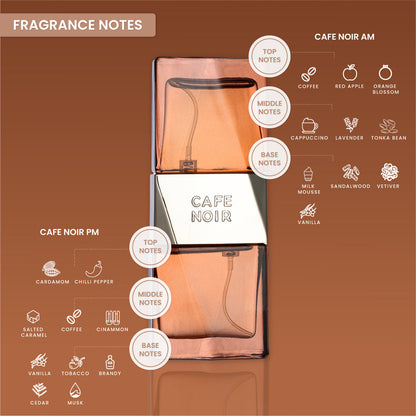 FRAGRANCE NOTES
CAFE NOIR AM
TOP
NOTES
COFFEE
RED APPLE
ORANGE
BLOSSOM
MIDDLE
NOTES
CAPPUCCINO
LAVENDER
TONKA BEAN
BASE
NOTES
MILK
MOUSSE
SANDALWOOD
VETIVER
VANILLA
CAFE
NOIR
CAFE NOIR PM
TOP
NOTES
CARDAMOM
CHILLI PEPPER
MIDDLE
NOTES
SALTED
CARAMEL
COFFEE
CINAMMON
BASE
NOTES
VANILLA
TOBACCO
BRANDY
CEDAR
MUSK